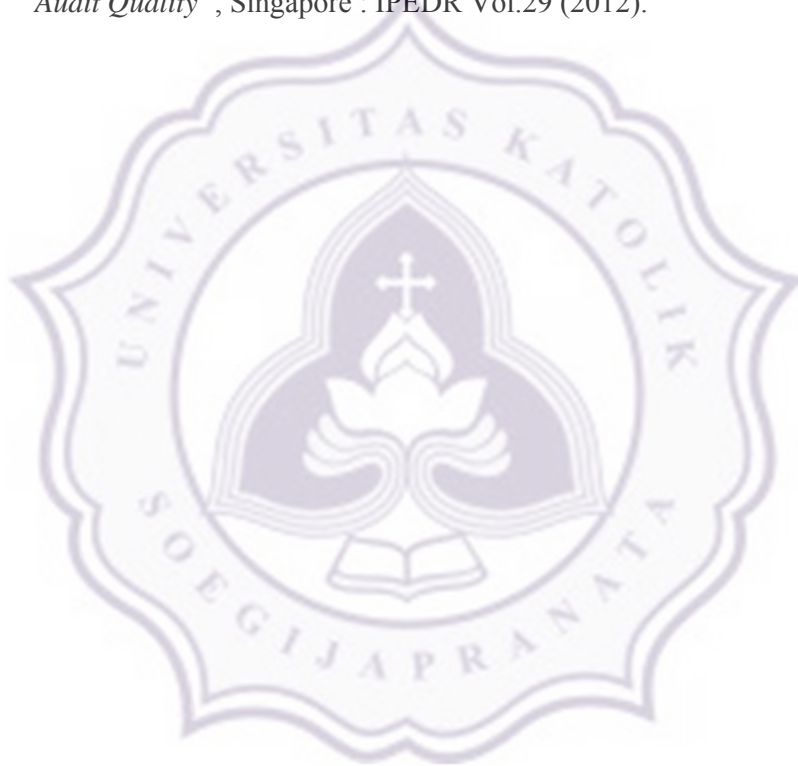 Audit Quality", Singapore : IPEDR Vol.29 (2012).
UNIVERSITAS KATOLIK
SOEGIJAPRANATA